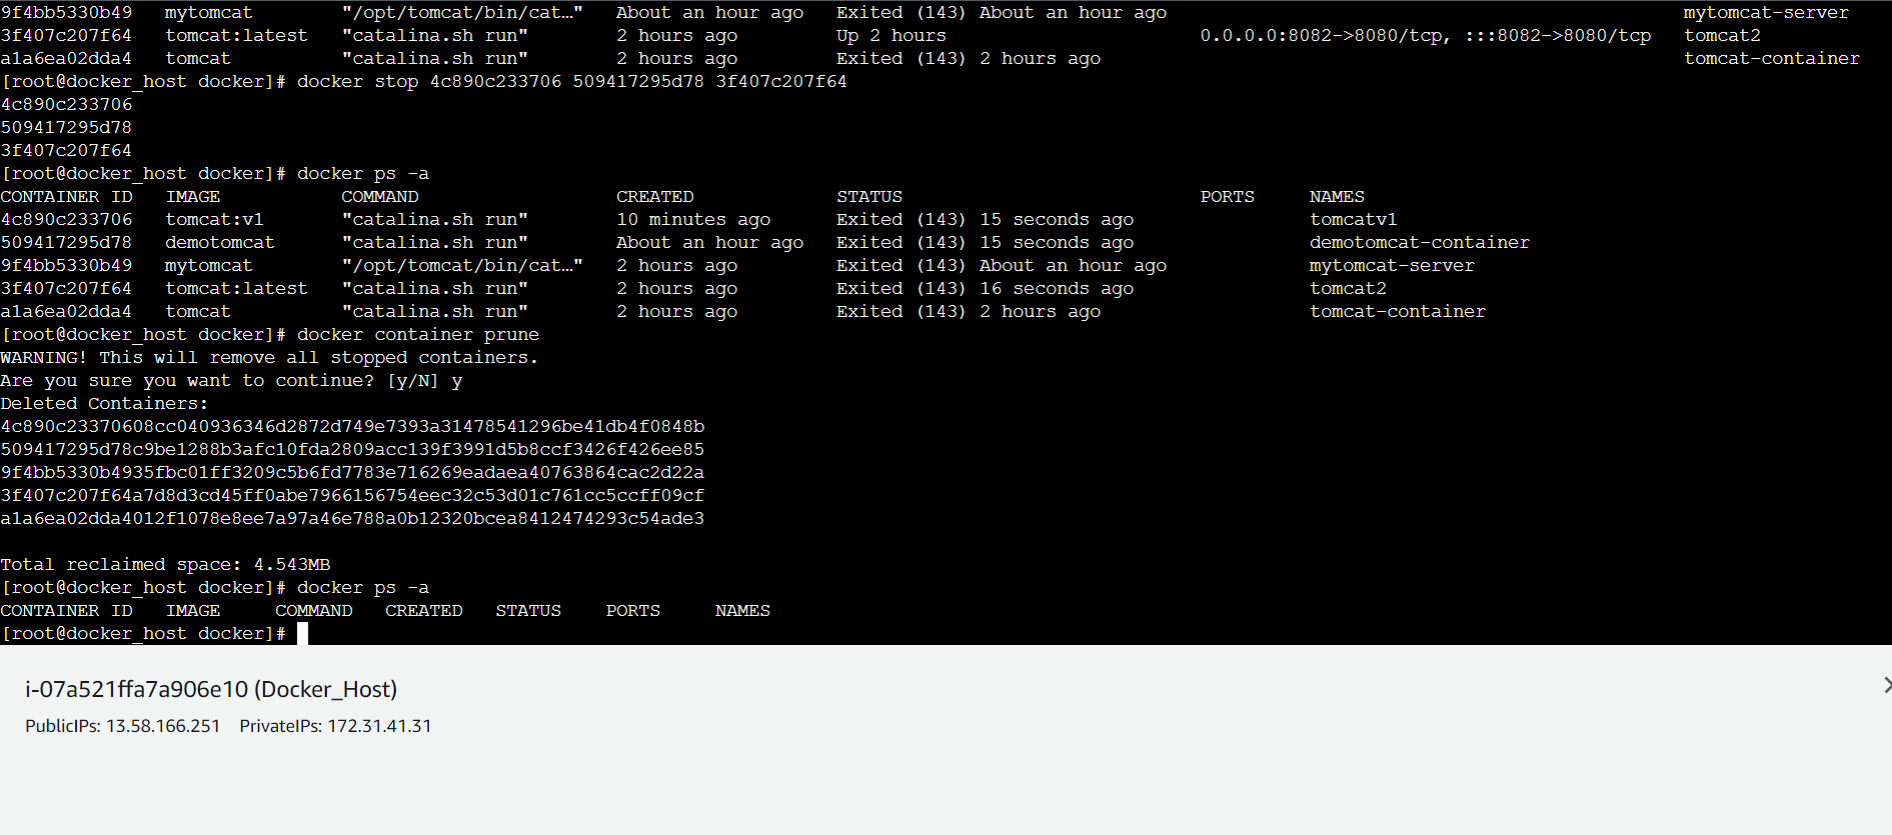 9f4bb5330b49   mytomcat        "/opt/tomcat/bin/cat…"   About an hour ago   Exited (143) About an hour ago                                               mytomcat-server
3f407c207f64   tomcat:latest   "catalina.sh run"        2 hours ago         Up 2 hours                       0.0.0.0:8082->8080/tcp, :::8082->8080/tcp   tomcat2
a1a6ea02dda4   tomcat          "catalina.sh run"        2 hours ago         Exited (143) 2 hours ago                                                     tomcat-container
[root@docker_host docker]# docker stop 4c890c233706 509417295d78 3f407c207f64
4c890c233706
509417295d78
3f407c207f64
[root@docker_host docker]# docker ps -a
CONTAINER ID   IMAGE           COMMAND                  CREATED             STATUS                           PORTS     NAMES
4c890c233706   tomcat:v1       "catalina.sh run"        10 minutes ago      Exited (143) 15 seconds ago                tomcatv1
509417295d78   demotomcat      "catalina.sh run"        About an hour ago   Exited (143) 15 seconds ago                demotomcat-container
9f4bb5330b49   mytomcat        "/opt/tomcat/bin/cat…"   2 hours ago         Exited (143) About an hour ago             mytomcat-server
3f407c207f64   tomcat:latest   "catalina.sh run"        2 hours ago         Exited (143) 16 seconds ago                tomcat2
a1a6ea02dda4   tomcat          "catalina.sh run"        2 hours ago         Exited (143) 2 hours ago                   tomcat-container
[root@docker_host docker]# docker container prune
WARNING! This will remove all stopped containers.
Are you sure you want to continue? [y/N] y
Deleted Containers:
4c890c23370608cc040936346d2872d749e7393a31478541296be41db4f0848b
509417295d78c9be1288b3afc10fda2809acc139f3991d5b8ccf3426f426ee85
9f4bb5330b4935fbc01ff3209c5b6fd7783e716269eadaea40763864cac2d22a
3f407c207f64a7d8d3cd45ff0abe7966156754eec32c53d01c761cc5ccff09cf
a1a6ea02dda4012f1078e8ee7a97a46e788a0b12320bcea8412474293c54ade3

Total reclaimed space: 4.543MB
[root@docker_host docker]# docker ps -a
CONTAINER ID   IMAGE     COMMAND   CREATED   STATUS    PORTS     NAMES
[root@docker_host docker]#
i-07a521ffa7a906e10 (Docker_Host)
PublicIPs: 13.58.166.251   PrivateIPs: 172.31.41.31